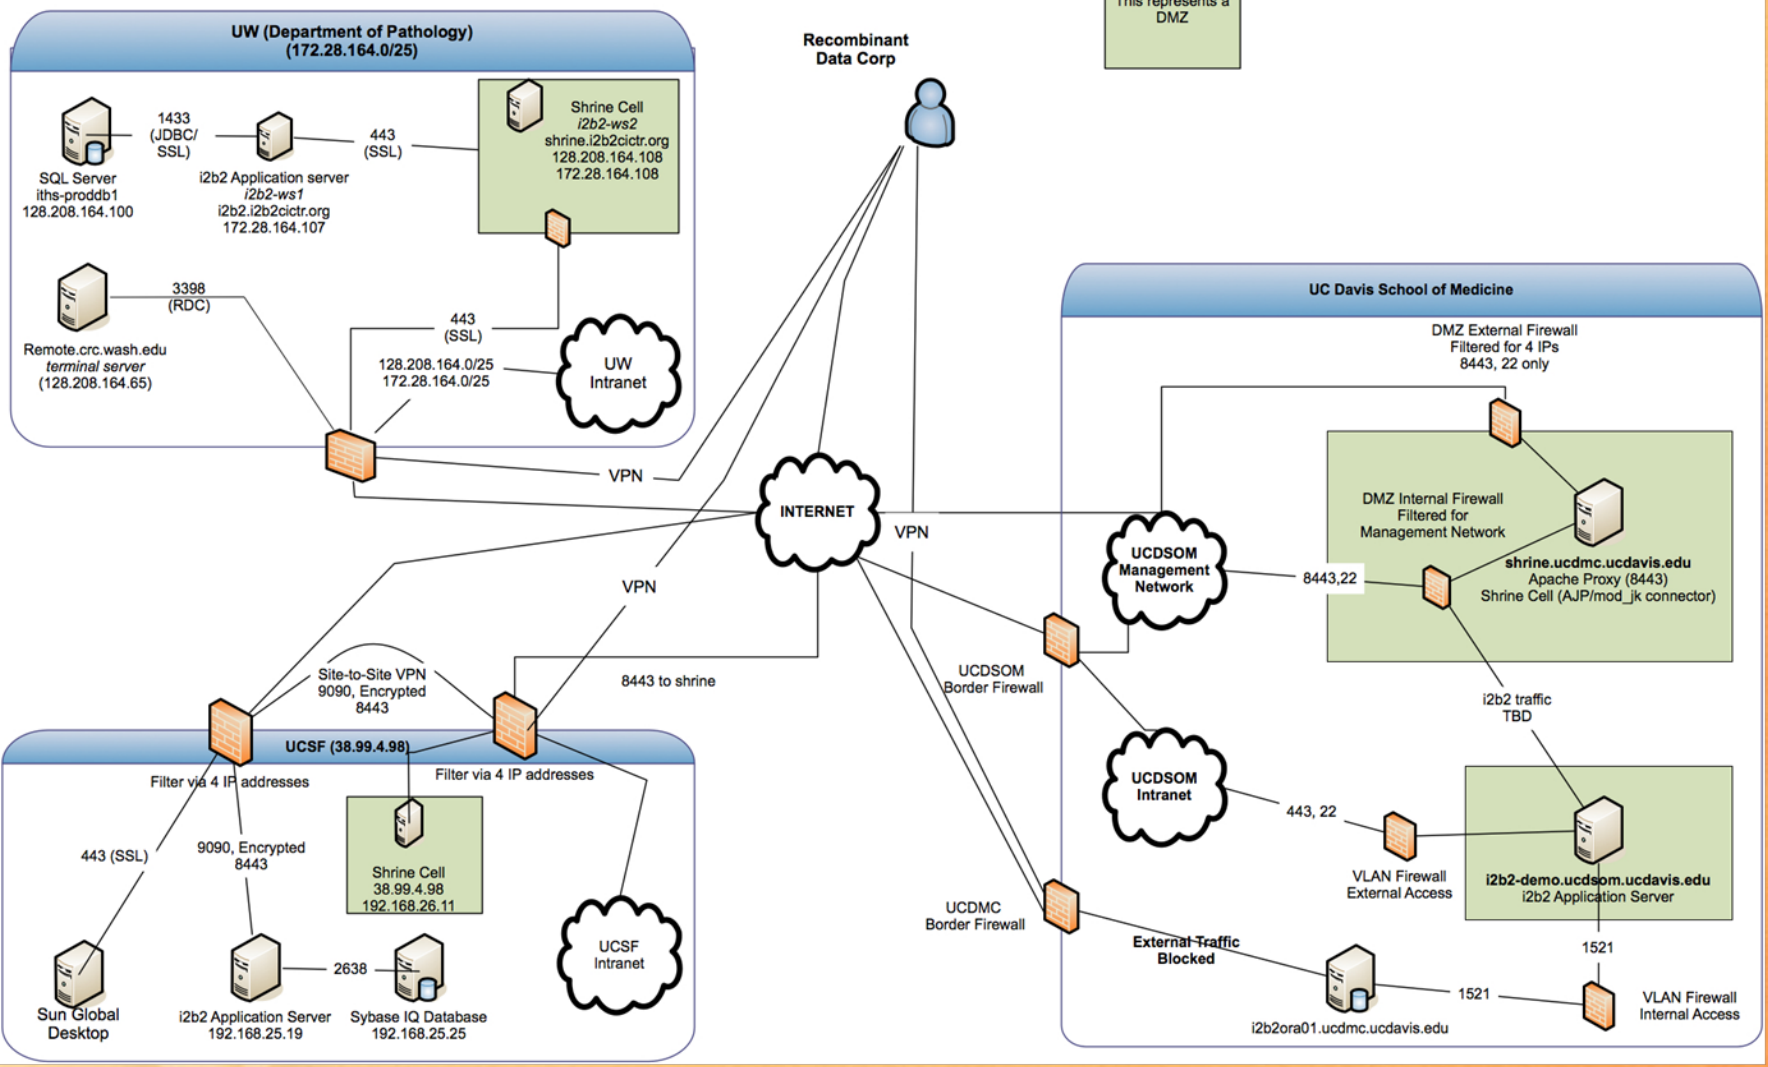 This represents a
DMZ
UW (Department of Pathology)
(172.28.164.0/25)
Recombinant
Data Corp
1433
(JDBC/
SSL)
443
(SSL)
SQL Server
iths-proddb1
128.208.164.100
i2b2 Application server
i2b2-ws1
i2b2.i2b2cictr.org
172.28.164.107
Shrine Cell
i2b2-ws2
shrine.i2b2cictr.org
128.208.164.108
172.28.164.108
3398
(RDC)
Remote.crc.wash.edu
terminal server
(128.208.164.65)
443
(SSL)
128.208.164.0/25
172.28.164.0/25
UW
Intranet
VPN
INTERNET
VPN
VPN
UC Davis School of Medicine
DMZ External Firewall
Filtered for 4 IPs
8443, 22 only
DMZ Internal Firewall
Filtered for
Management Network
UCDSOM
Management
Network
8443,22
shrine.ucdmc.ucdavis.edu
Apache Proxy (8443)
Shrine Cell (AJP/mod_jk connector)
UCDSOM
Border Firewall
i2b2 traffic
TBD
UCDSOM
Intranet
443, 22
VLAN Firewall
External Access
i2b2-demo.ucdsom.ucdavis.edu
i2b2 Application Server
UCDMC
Border Firewall
External Traffic
Blocked
1521
1521
i2b2ora01.ucdmc.ucdavis.edu
VLAN Firewall
Internal Access
Site-to-Site VPN
9090, Encrypted
8443
8443 to shrine
UCSF (38.99.4.98)
Filter via 4 IP addresses
Filter via 4 IP addresses
443 (SSL)
9090, Encrypted
8443
Shrine Cell
38.99.4.98
192.168.26.11
UCSF
Intranet
2638
Sun Global
Desktop
i2b2 Application Server
192.168.25.19
Sybase IQ Database
192.168.25.25